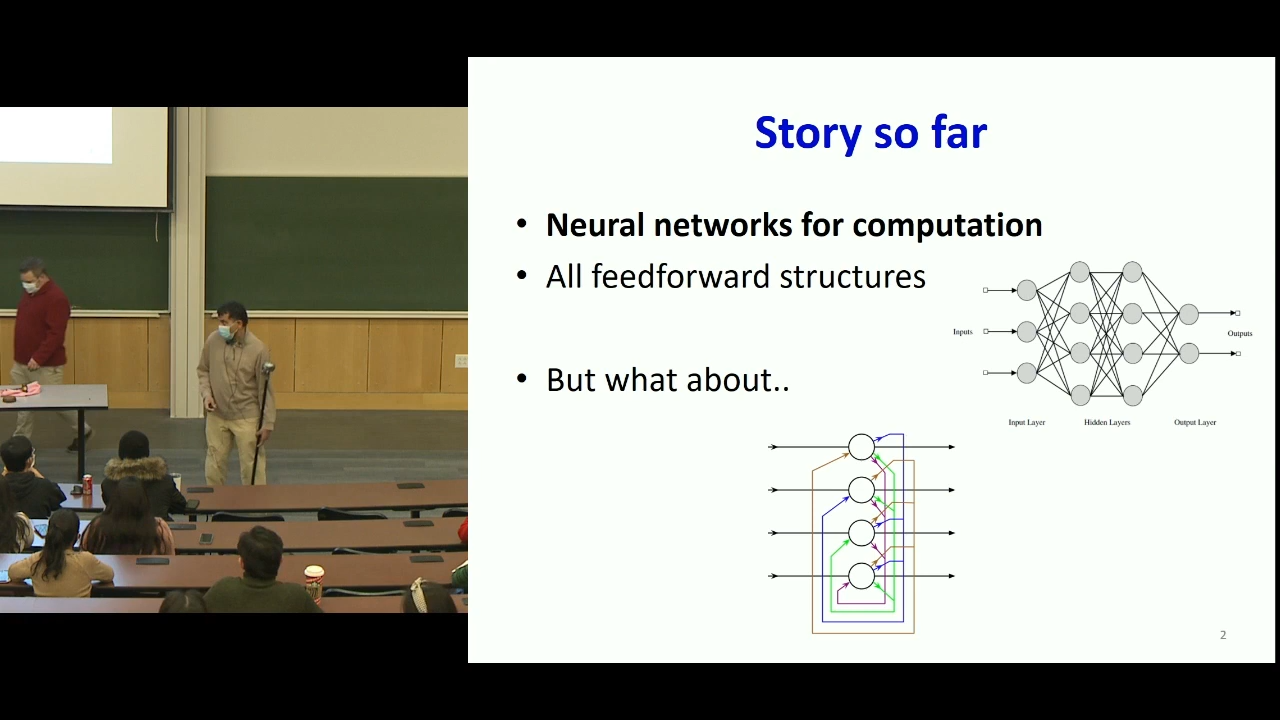 Story so far
• Neural networks for computation
• All feedforward structures
Inputs
Outputs
• But what about..
Input Layer
Hidden Layers
Output Layer
2